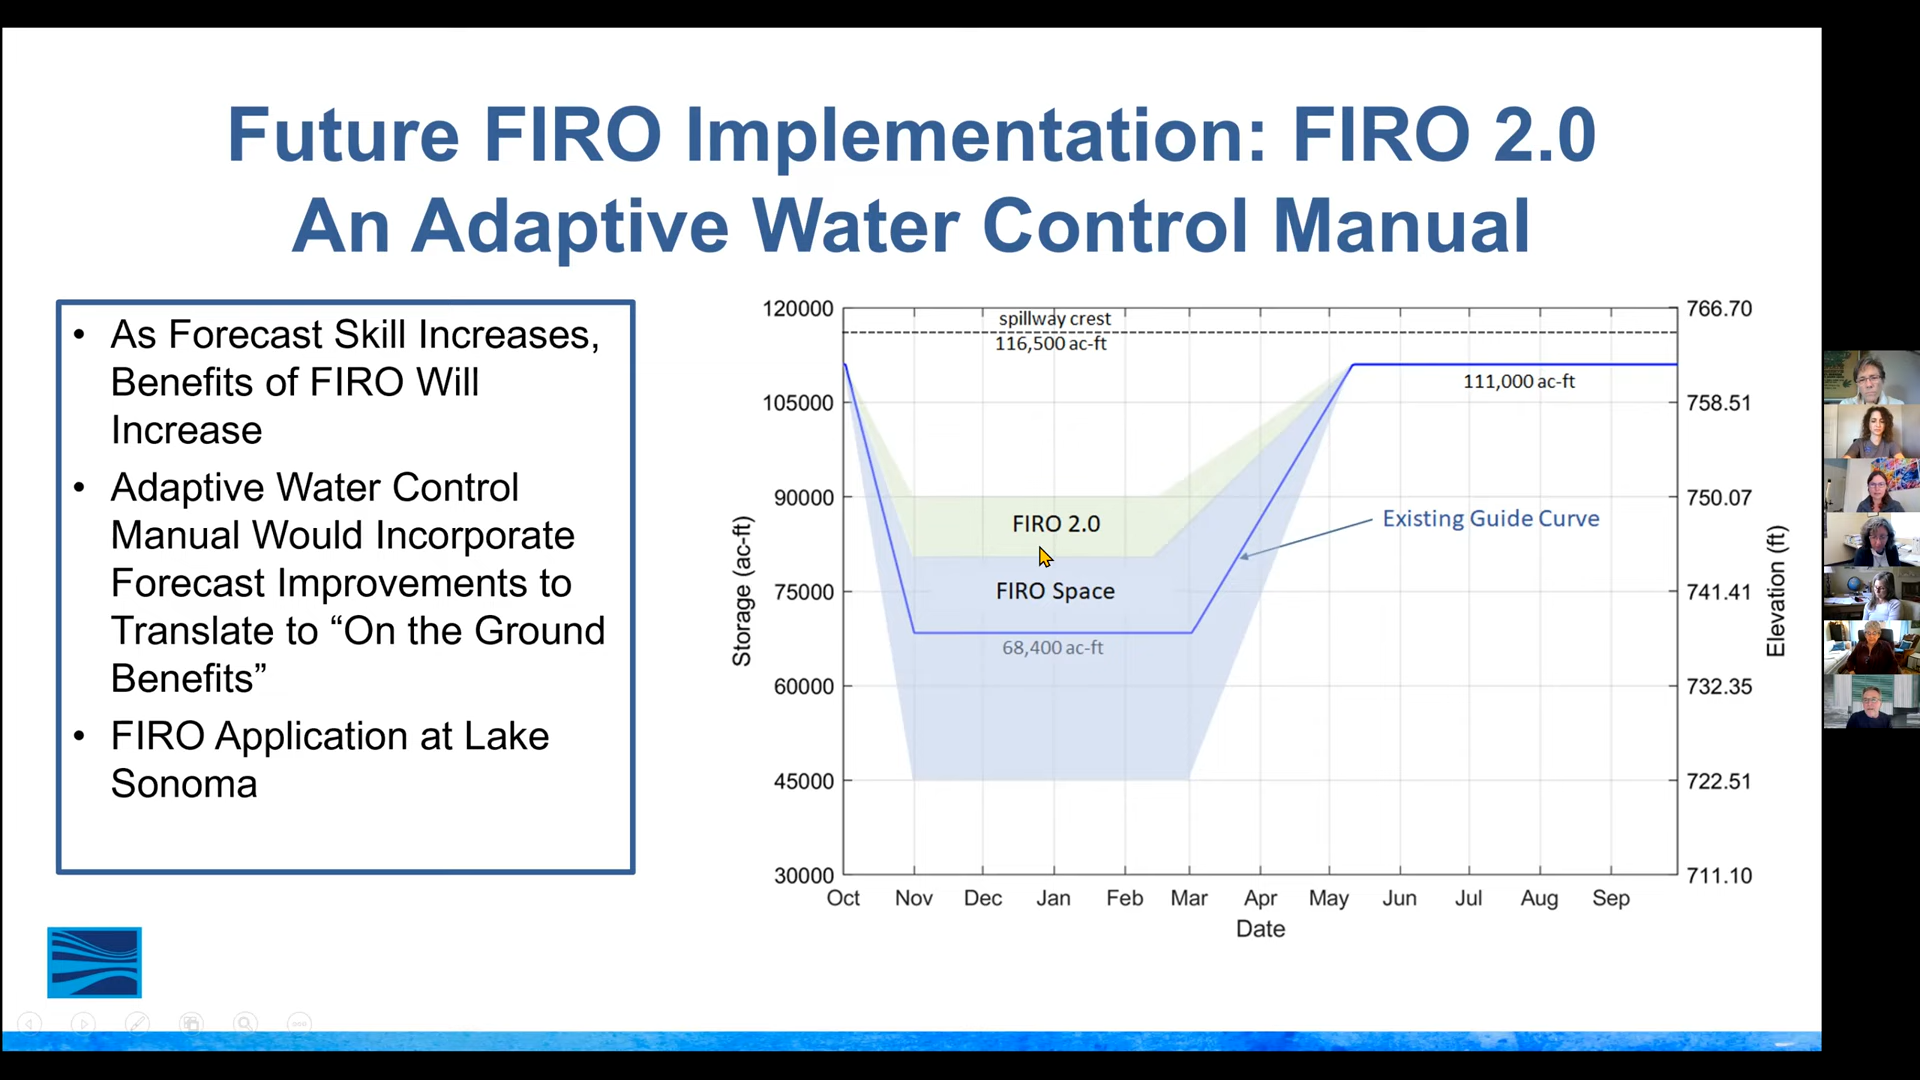 Future FIRO Implementation: FIRO 2.0
An Adaptive Water Control Manual
• As Forecast Skill Increases,
Benefits of FIRO Will
Increase
• Adaptive Water Control
Manual Would Incorporate
Forecast Improvements to
Translate to “On the Ground
Benefits”
• FIRO Application at Lake
Sonoma
120000
105000
90000
75000
60000
45000
30000
Storage (ac-ft)
spillway crest
116,500 ac-ft
111,000 ac-ft
FIRO 2.0
Existing Guide Curve
FIRO Space
68,400 ac-ft
766.70
758.51
750.07
741.41
732.35
722.51
711.10
Elevation (ft)
Oct Nov Dec Jan Feb Mar Apr May Jun Jul Aug Sep
Date